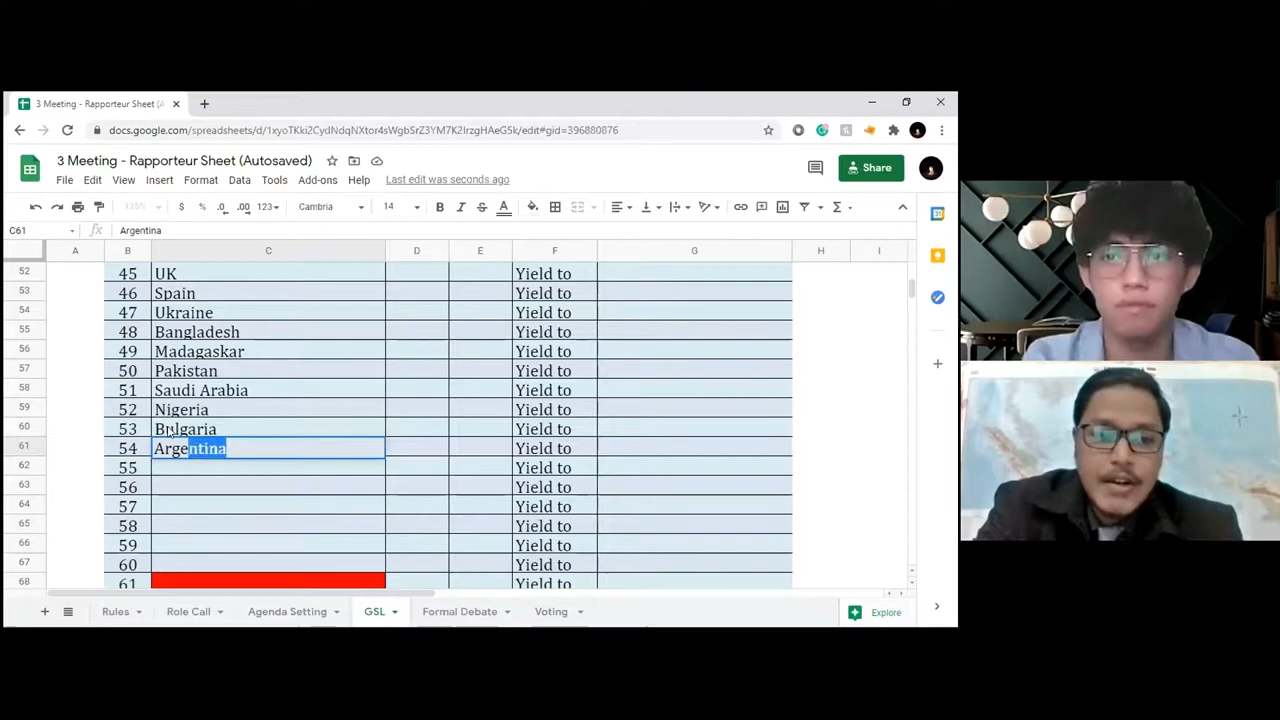 3 Meeting - Rapporteur Sheet (A
docs.google.com/spreadsheets/d/1xyoTKki2CydNdqNXtor4sWgbSrZ3YM7K2IrzgHAeG5k/edit#gid=396880876
3 Meeting - Rapporteur Sheet (Autosaved)
File Edit View Insert Format Data Tools Add-ons Help Last edit was seconds ago
Share
125% $ % .0 .00 123 Cambria 14 B I S A
C61 fx Argentina
A B C D E F G H I
52 45 UK Yield to
53 46 Spain Yield to
54 47 Ukraine Yield to
55 48 Bangladesh Yield to
56 49 Madagaskar Yield to
57 50 Pakistan Yield to
58 51 Saudi Arabia Yield to
59 52 Nigeria Yield to
60 53 Bulgaria Yield to
61 54 Argentina Yield to
62 55 Yield to
63 56 Yield to
64 57 Yield to
65 58 Yield to
66 59 Yield to
67 60 Yield to
68 61 Yield to
Rules Role Call Agenda Setting GSL Formal Debate Voting Explore